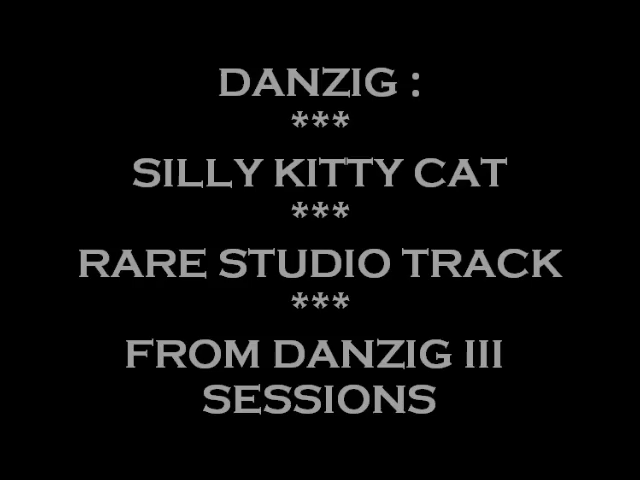 DANZIG :
***
SILLY KITTY CAT
***
RARE STUDIO TRACK
***
FROM DANZIG III
SESSIONS